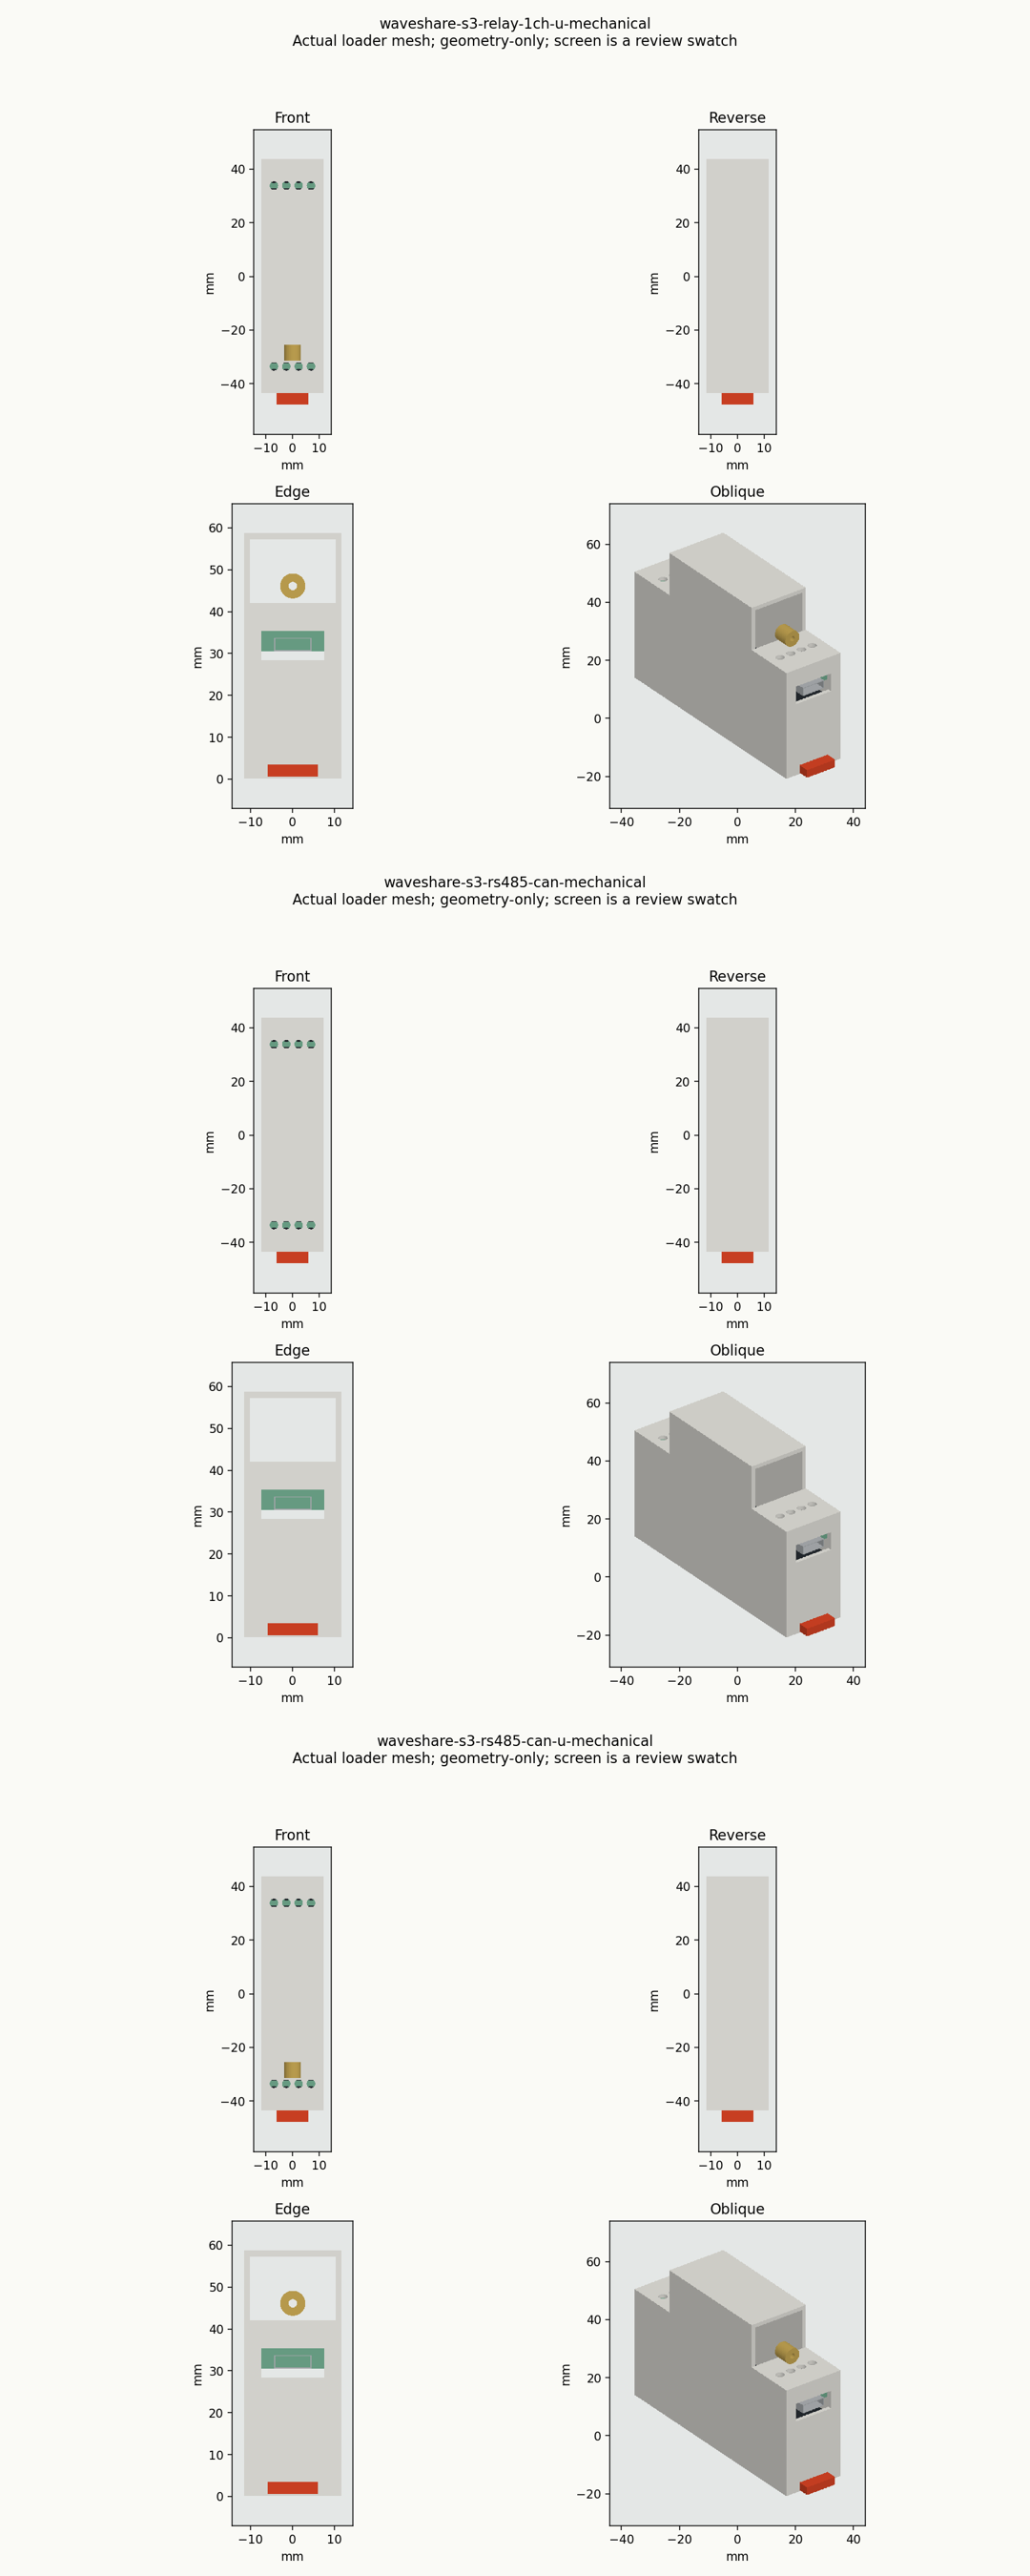 waveshare-s3-relay-1ch-u-mechanical
Actual loader mesh; geometry-only; screen is a review swatch
Front
Reverse
40
20
0
−20
−40
mm
−10 0 10
mm
40
20
0
−20
−40
mm
−10 0 10
mm
Edge
Oblique
60
50
40
30
20
10
0
mm
−10 0 10
mm
60
40
20
0
−20
mm
−40 −20 0 20 40
mm
waveshare-s3-rs485-can-mechanical
Actual loader mesh; geometry-only; screen is a review swatch
Front
Reverse
40
20
0
−20
−40
mm
−10 0 10
mm
40
20
0
−20
−40
mm
−10 0 10
mm
Edge
Oblique
60
50
40
30
20
10
0
mm
−10 0 10
mm
60
40
20
0
−20
mm
−40 −20 0 20 40
mm
waveshare-s3-rs485-can-u-mechanical
Actual loader mesh; geometry-only; screen is a review swatch
Front
Reverse
40
20
0
−20
−40
mm
−10 0 10
mm
40
20
0
−20
−40
mm
−10 0 10
mm
Edge
Oblique
60
50
40
30
20
10
0
mm
−10 0 10
mm
60
40
20
0
−20
mm
−40 −20 0 20 40
mm